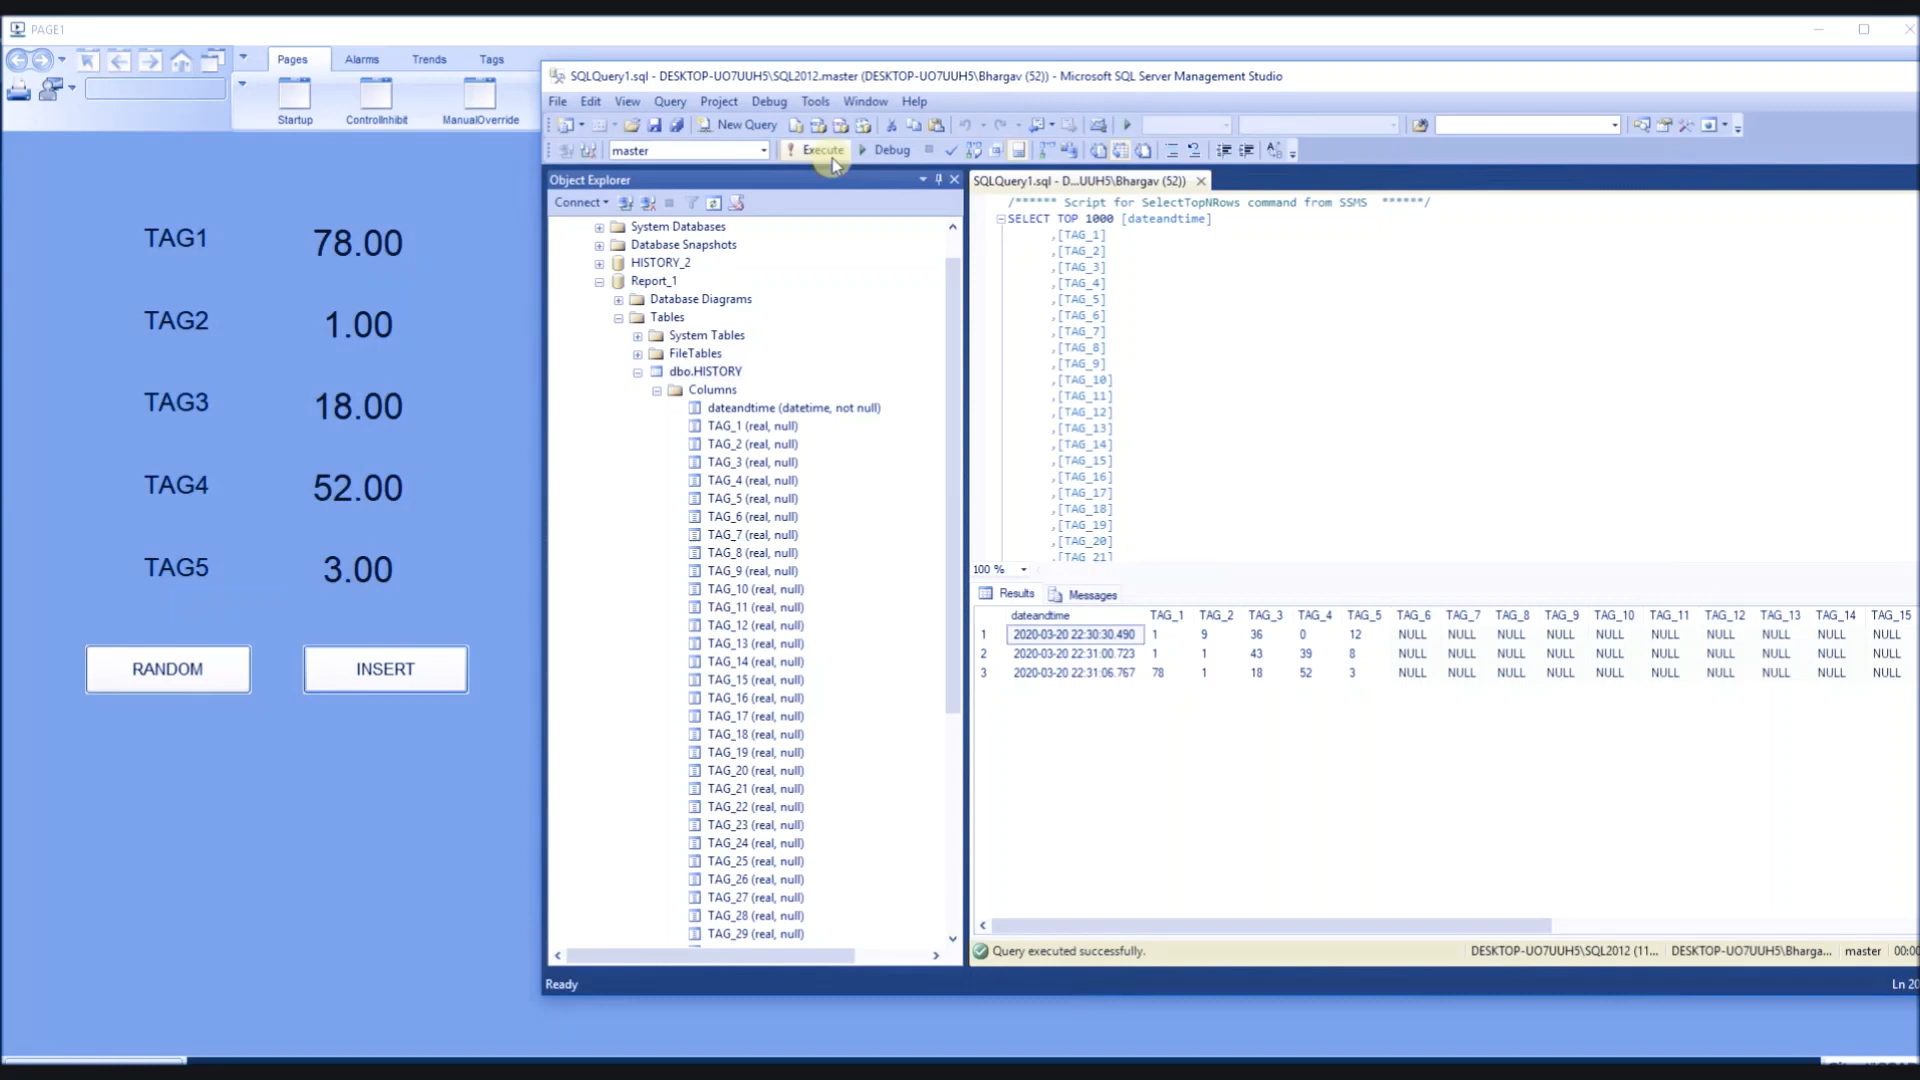 PAGE1
Pages Alarms Trends Tags
Startup ControlInhibit ManualOverride
TAG1 78.00
TAG2 1.00
TAG3 18.00
TAG4 52.00
TAG5 3.00
RANDOM INSERT
SQLQuery1.sql - DESKTOP-UO7UUH5\SQL2012.master (DESKTOP-UO7UUH5\Bhargav (52)) - Microsoft SQL Server Management Studio
File Edit View Query Project Debug Tools Window Help
New Query
master Execute Debug
Object Explorer
Connect
System Databases
Database Snapshots
HISTORY_2
Report_1
Database Diagrams
Tables
System Tables
FileTables
dbo.HISTORY
Columns
dateandtime (datetime, not null)
TAG_1 (real, null)
TAG_2 (real, null)
TAG_3 (real, null)
TAG_4 (real, null)
TAG_5 (real, null)
TAG_6 (real, null)
TAG_7 (real, null)
TAG_8 (real, null)
TAG_9 (real, null)
TAG_10 (real, null)
TAG_11 (real, null)
TAG_12 (real, null)
TAG_13 (real, null)
TAG_14 (real, null)
TAG_15 (real, null)
TAG_16 (real, null)
TAG_17 (real, null)
TAG_18 (real, null)
TAG_19 (real, null)
TAG_20 (real, null)
TAG_21 (real, null)
TAG_22 (real, null)
TAG_23 (real, null)
TAG_24 (real, null)
TAG_25 (real, null)
TAG_26 (real, null)
TAG_27 (real, null)
TAG_28 (real, null)
TAG_29 (real, null)
SQLQuery1.sql - D...UUH5\Bhargav (52))
/****** Script for SelectTopNRows command from SSMS ******/
SELECT TOP 1000 [dateandtime]
,[TAG_1]
,[TAG_2]
,[TAG_3]
,[TAG_4]
,[TAG_5]
,[TAG_6]
,[TAG_7]
,[TAG_8]
,[TAG_9]
,[TAG_10]
,[TAG_11]
,[TAG_12]
,[TAG_13]
,[TAG_14]
,[TAG_15]
,[TAG_16]
,[TAG_17]
,[TAG_18]
,[TAG_19]
,[TAG_20]
,[TAG_21]
100 %
Results Messages
dateandtime TAG_1 TAG_2 TAG_3 TAG_4 TAG_5 TAG_6 TAG_7 TAG_8 TAG_9 TAG_10 TAG_11 TAG_12 TAG_13 TAG_14 TAG_15
1 2020-03-20 22:30:30.490 1 9 36 0 12 NULL NULL NULL NULL NULL NULL NULL NULL NULL NULL
2 2020-03-20 22:31:00.723 1 1 43 39 8 NULL NULL NULL NULL NULL NULL NULL NULL NULL NULL
3 2020-03-20 22:31:06.767 78 1 18 52 3 NULL NULL NULL NULL NULL NULL NULL NULL NULL NULL
Query executed successfully. DESKTOP-UO7UUH5\SQL2012 (11... DESKTOP-UO7UUH5\Bharga... master 00:00
Ready Ln 20